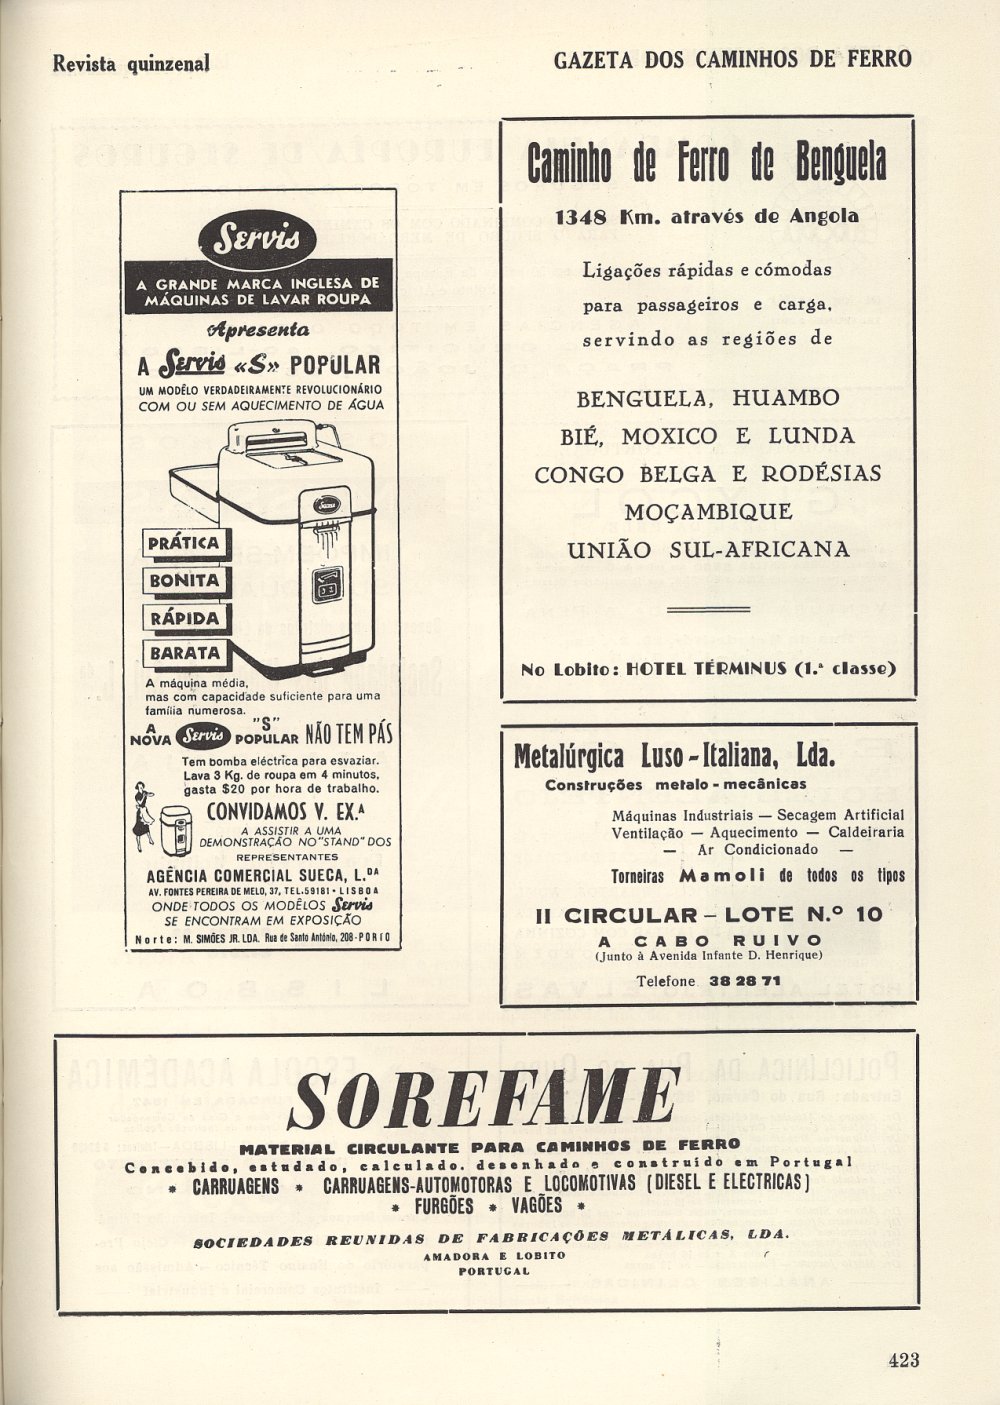 Revista quinzenal
GAZETA DOS CAMINHOS DE FERRO
Servis
A GRANDE MARCA INGLESA DE
MÁQUINAS DE LAVAR ROUPA
Apresenta
A Servis «S» POPULAR
UM MODÊLO VERDADEIRAMENTE REVOLUCIONÁRIO
COM OU SEM AQUECIMENTO DE ÁGUA
Servis
PRÁTICA
BONITA
RÁPIDA
BARATA
A máquina média,
mas com capacidade suficiente para uma
família numerosa.
A NOVA Servis "S" POPULAR NÃO TEM PÁS
Tem bomba eléctrica para esvaziar.
Lava 3 Kg. de roupa em 4 minutos,
gasta $20 por hora de trabalho.
CONVIDAMOS V. EX.A
A ASSISTIR A UMA
DEMONSTRAÇÃO NO "STAND" DOS
REPRESENTANTES
AGÊNCIA COMERCIAL SUECA, L.DA
AV. FONTES PEREIRA DE MELO, 37, TEL. 59181 • LISBOA
ONDE TODOS OS MODÊLOS Servis
SE ENCONTRAM EM EXPOSIÇÃO
Norte: M. SIMÕES JR. LDA. Rua de Santo António, 208-PORTO
Caminho de Ferro de Benguela
1348 Km. através de Angola
Ligações rápidas e cómodas
para passageiros e carga,
servindo as regiões de
BENGUELA, HUAMBO
BIÉ, MOXICO E LUNDA
CONGO BELGA E RODÉSIAS
MOÇAMBIQUE
UNIÃO SUL-AFRICANA
No Lobito: HOTEL TÉRMINUS (1.ª classe)
Metalúrgica Luso-Italiana, Lda.
Construções metalo-mecânicas
Máquinas Industriais — Secagem Artificial
Ventilação — Aquecimento — Caldeiraria
— Ar Condicionado —
Torneiras Mamoli de todos os tipos
II CIRCULAR – LOTE N.º 10
A CABO RUIVO
(Junto à Avenida Infante D. Henrique)
Telefone 38 28 71
SOREFAME
MATERIAL CIRCULANTE PARA CAMINHOS DE FERRO
Concebido, estudado, calculado. desenhado e construído em Portugal
* CARRUAGENS * CARRUAGENS-AUTOMOTORAS E LOCOMOTIVAS (DIESEL E ELECTRICAS)
* FURGÕES * VAGÕES *
SOCIEDADES REUNIDAS DE FABRICAÇÕES METÁLICAS, LDA.
AMADORA E LOBITO
PORTUGAL
423